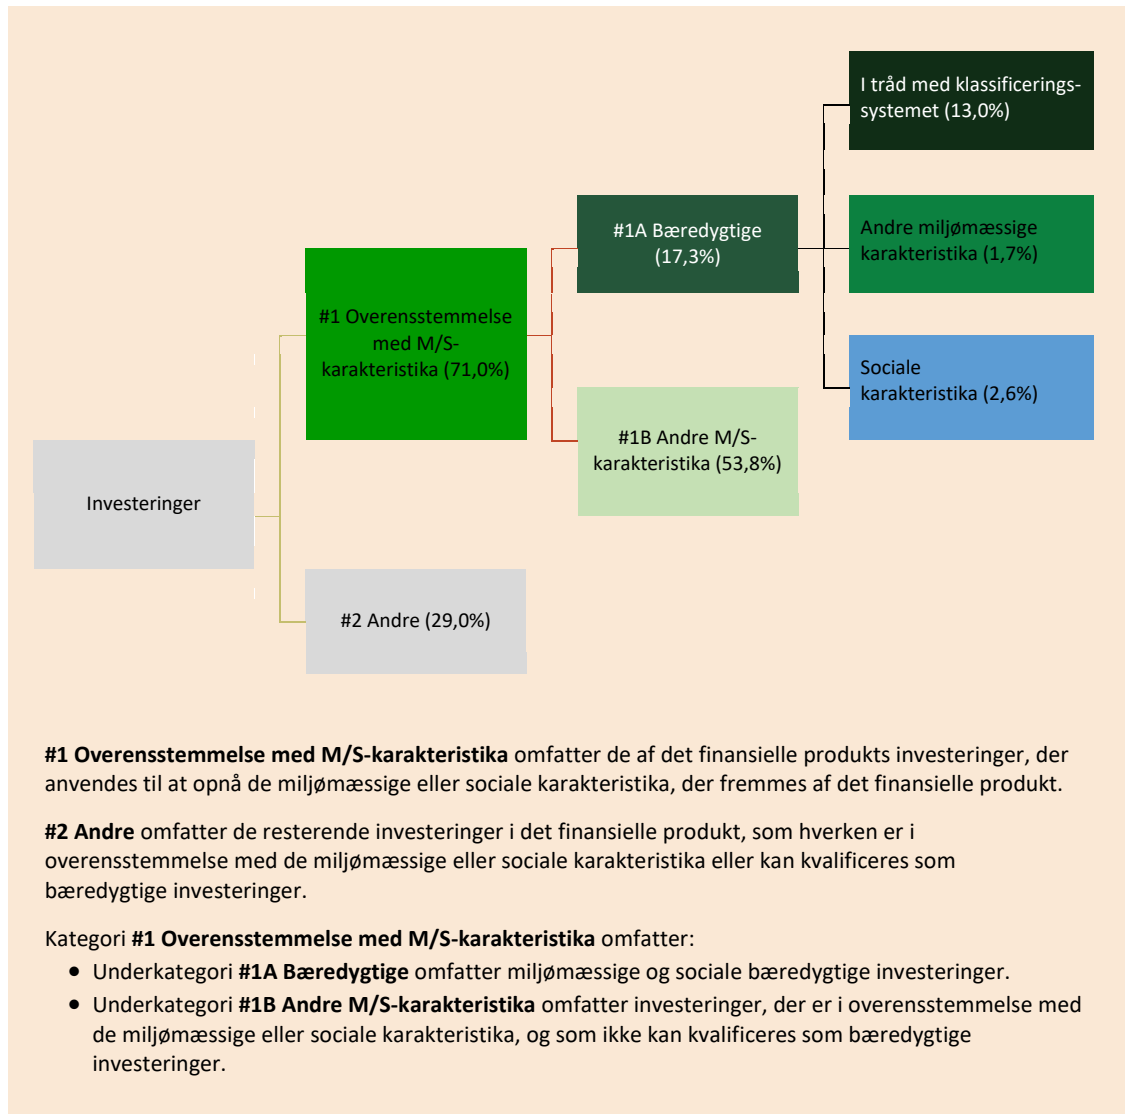 I tråd med klassificerings-
systemet (13,0%)
#1A Bæredygtige
(17,3%)
Andre miljømæssige
karakteristika (1,7%)
#1 Overensstemmelse
med M/S-
karakteristika (71,0%)
Sociale
karakteristika (2,6%)
#1B Andre M/S-
karakteristika (53,8%)
Investeringer
#2 Andre (29,0%)
#1 Overensstemmelse med M/S-karakteristika omfatter de af det finansielle produkts investeringer, der
anvendes til at opnå de miljømæssige eller sociale karakteristika, der fremmes af det finansielle produkt.
#2 Andre omfatter de resterende investeringer i det finansielle produkt, som hverken er i
overensstemmelse med de miljømæssige eller sociale karakteristika eller kan kvalificeres som
bæredygtige investeringer.
Kategori #1 Overensstemmelse med M/S-karakteristika omfatter:
• Underkategori #1A Bæredygtige omfatter miljømæssige og sociale bæredygtige investeringer.
• Underkategori #1B Andre M/S-karakteristika omfatter investeringer, der er i overensstemmelse med
de miljømæssige eller sociale karakteristika, og som ikke kan kvalificeres som bæredygtige
investeringer.